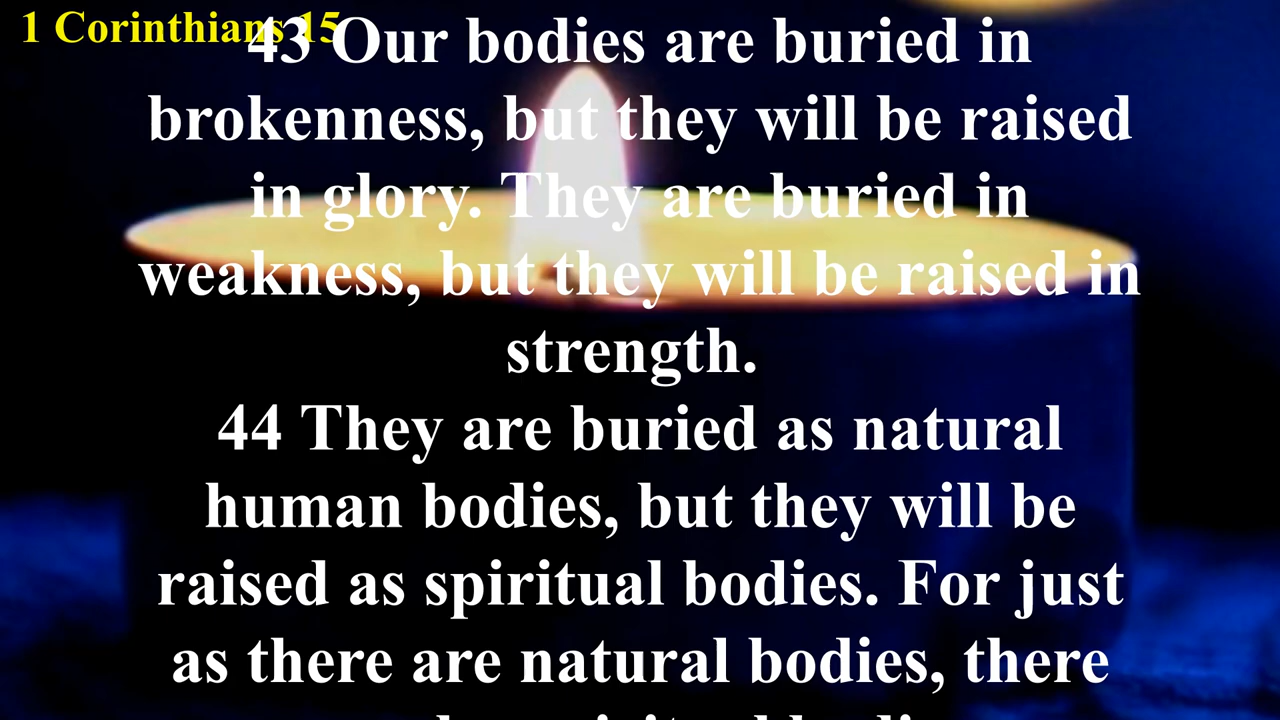 1 Corinthians 15
43 Our bodies are buried in
brokenness, but they will be raised
in glory. They are buried in
weakness, but they will be raised in
strength.
44 They are buried as natural
human bodies, but they will be
raised as spiritual bodies. For just
as there are natural bodies, there